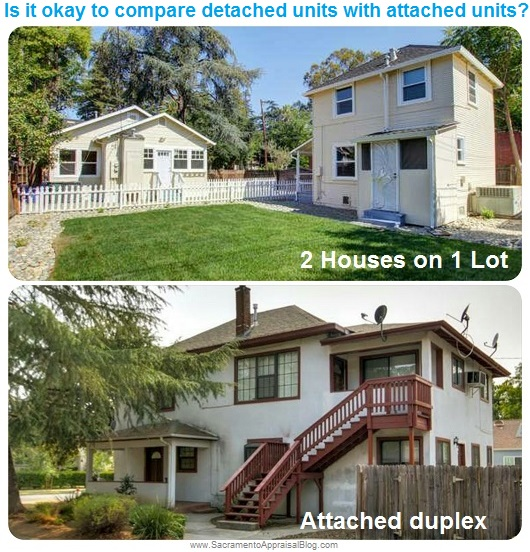 Is it okay to compare detached units with attached units?
2 Houses on 1 Lot
Attached duplex
www.SacramentoAppraisalBlog.com